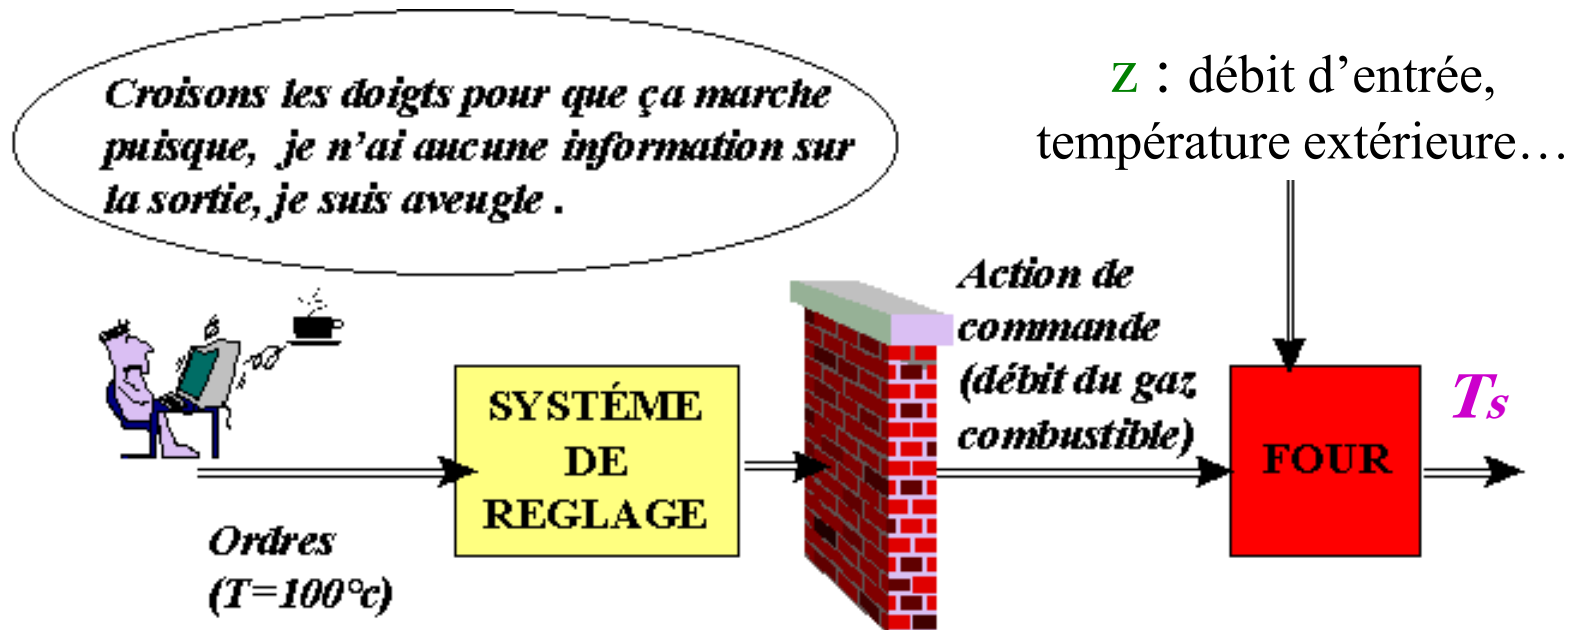 Croisons les doigts pour que ça marche
puisque, je n'ai aucune information sur
la sortie, je suis aveugle .
z : débit d'entrée,
température extérieure…
Action de
commande
(débit du gaz
combustible)
SYSTÉME
DE
REGLAGE
FOUR
Ts
Ordres
(T=100°c)